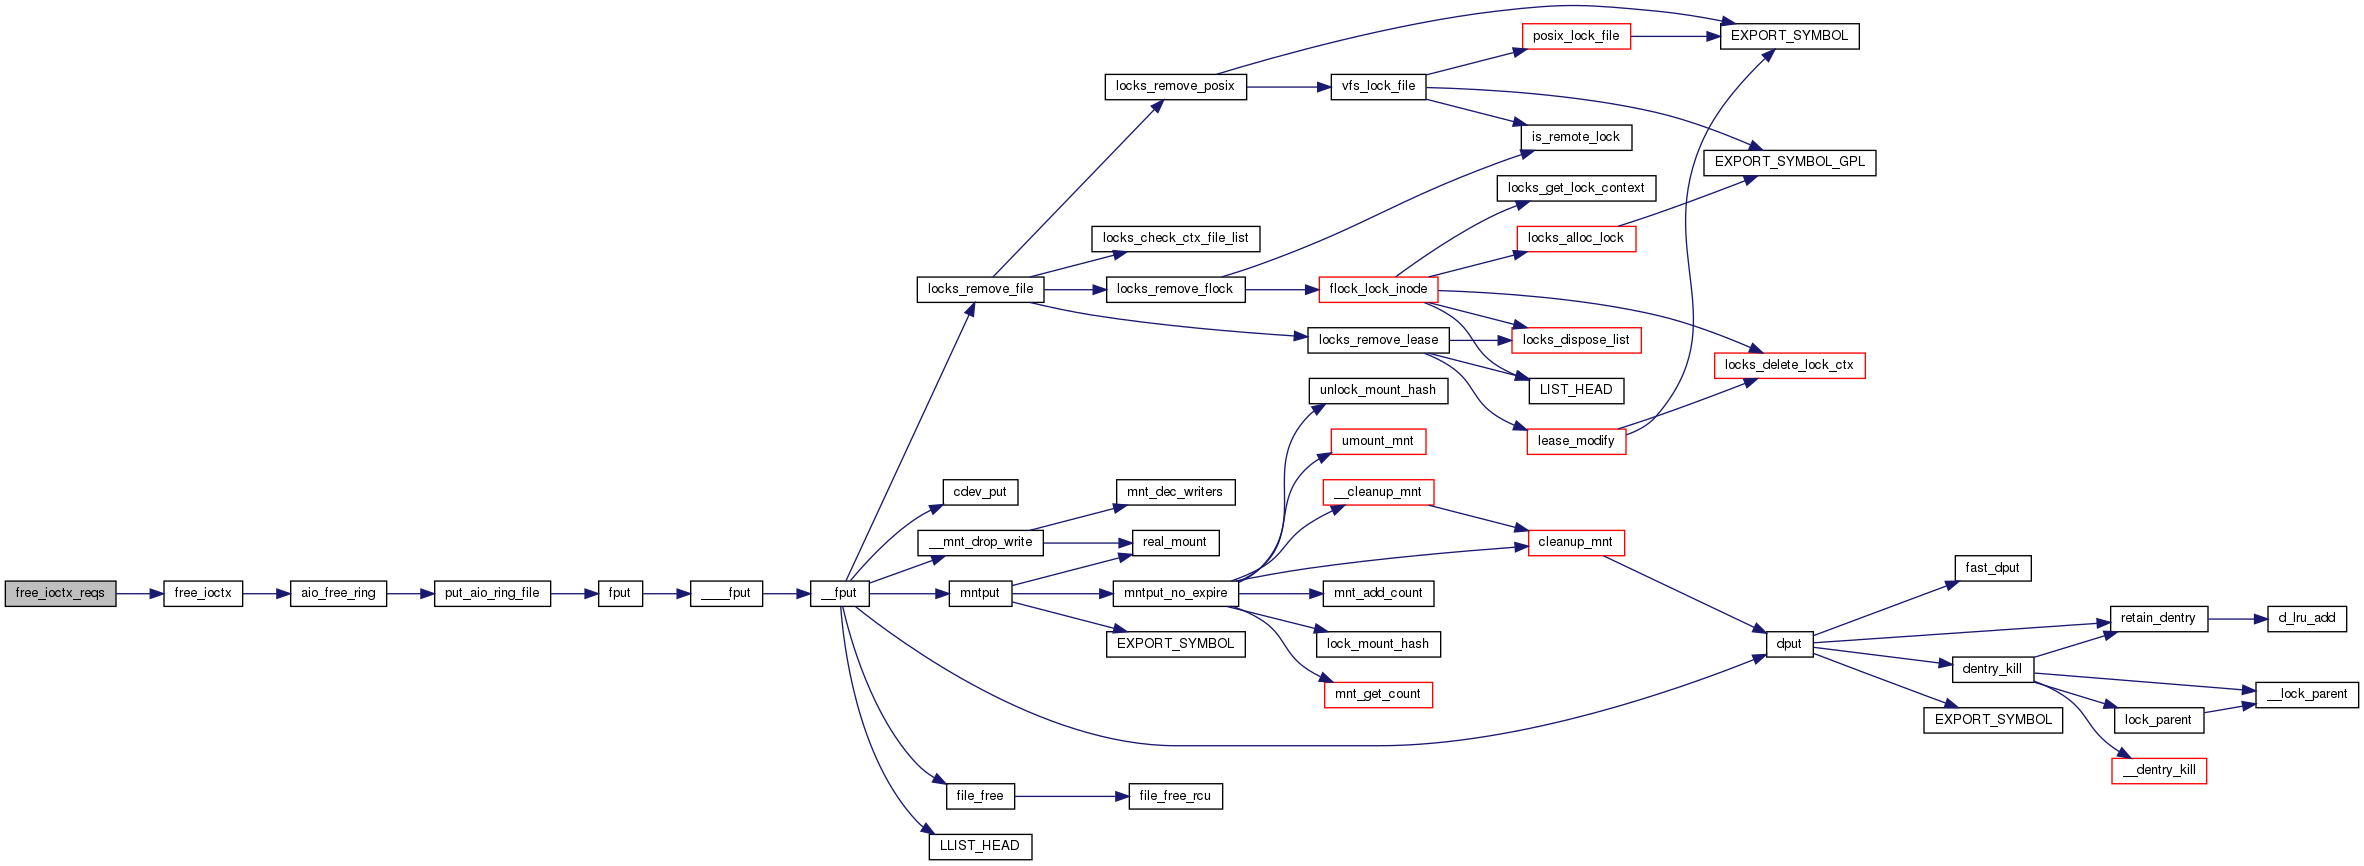 EXPORT_SYMBOL
posix_lock_file
locks_remove_posix
vfs_lock_file
is_remote_lock
EXPORT_SYMBOL_GPL
locks_get_lock_context
locks_check_ctx_file_list
locks_alloc_lock
locks_remove_file
locks_remove_flock
flock_lock_inode
locks_remove_lease
locks_dispose_list
locks_delete_lock_ctx
unlock_mount_hash
LIST_HEAD
umount_mnt
lease_modify
cdev_put
mnt_dec_writers
__cleanup_mnt
__mnt_drop_write
real_mount
cleanup_mnt
fast_dput
free_ioctx_reqs
free_ioctx
aio_free_ring
put_aio_ring_file
fput
____fput
__fput
mntput
mntput_no_expire
mnt_add_count
retain_dentry
d_lru_add
EXPORT_SYMBOL
lock_mount_hash
dput
dentry_kill
mnt_get_count
__lock_parent
EXPORT_SYMBOL
lock_parent
__dentry_kill
file_free
file_free_rcu
LLIST_HEAD